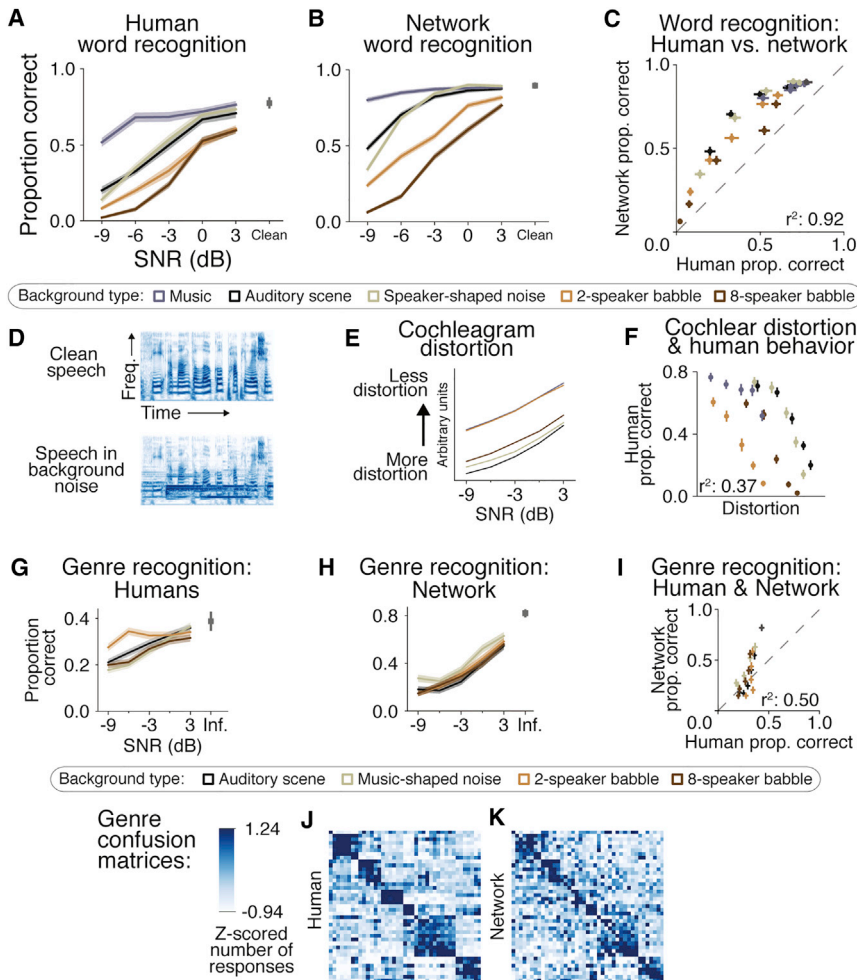 A
Human
word recognition
Proportion correct
1.0
0.5
0.0
-9
-6
-3
0
3
Clean
SNR (dB)
B
Network
word recognition
1.0
0.5
0.0
-9
-6
-3
0
3
Clean
SNR (dB)
C
Word recognition:
Human vs. network
Network prop. correct
1.0
0.5
0.0
0.5
1.0
r²: 0.92
Human prop. correct
Background type:
Music
Auditory scene
Speaker-shaped noise
2-speaker babble
8-speaker babble
D
Clean
speech
Freq.
Time
Speech in
background
noise
E
Cochleagram
distortion
Less
distortion
More
distortion
Arbitrary units
-9
-3
3
SNR (dB)
F
Cochlear distortion
& human behavior
Human
prop. correct
0.8
0.4
0.0
r²: 0.37
Distortion
G
Genre recognition:
Humans
Proportion
correct
0.4
0.2
0.0
-9
-3
3
Inf.
SNR (dB)
H
Genre recognition:
Network
0.8
0.4
0.0
-9
-3
3
Inf.
SNR (dB)
I
Genre recognition:
Human & Network
Network
prop. correct
1.0
0.5
0
0.5
1.0
r²: 0.50
Human prop. correct
Background type:
Auditory scene
Music-shaped noise
2-speaker babble
8-speaker babble
Genre
confusion
matrices:
1.24
-0.94
Z-scored
number of
responses
J
Human
K
Network